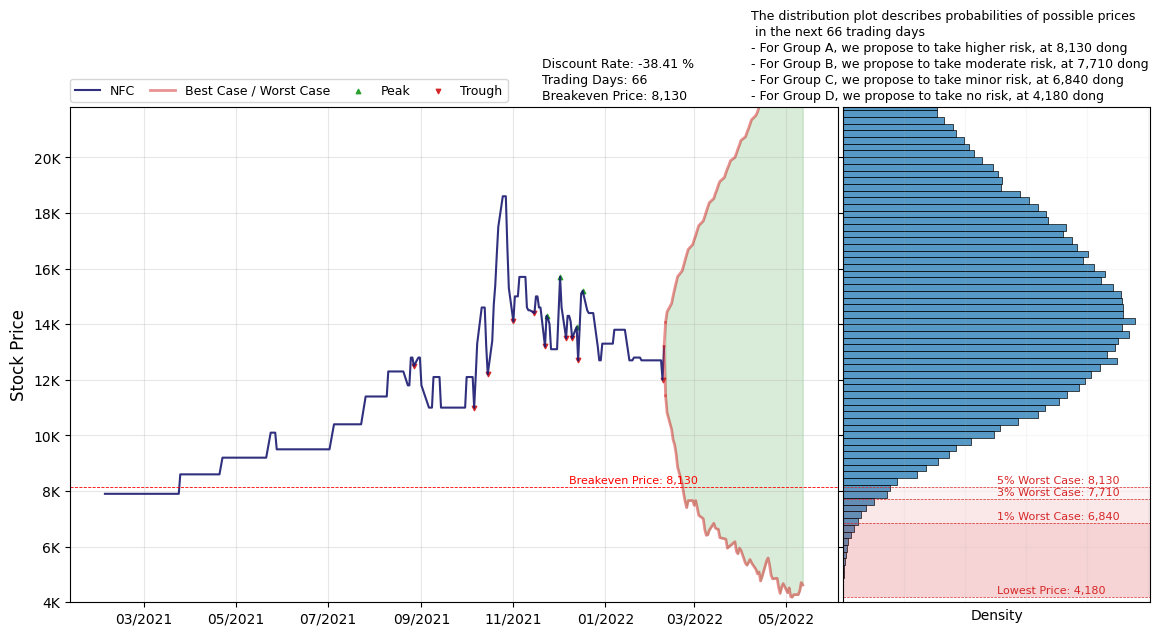 The distribution plot describes probabilities of possible prices
in the next 66 trading days
- For Group A, we propose to take higher risk, at 8,130 dong
- For Group B, we propose to take moderate risk, at 7,710 dong
- For Group C, we propose to take minor risk, at 6,840 dong
- For Group D, we propose to take no risk, at 4,180 dong
Discount Rate: -38.41 %
Trading Days: 66
Breakeven Price: 8,130
NFC
Best Case / Worst Case
Peak
Trough
Stock Price
20K
18K
16K
14K
12K
10K
8K
6K
4K
Breakeven Price: 8,130
5% Worst Case: 8,130
3% Worst Case: 7,710
1% Worst Case: 6,840
Lowest Price: 4,180
03/2021
05/2021
07/2021
09/2021
11/2021
01/2022
03/2022
05/2022
Density